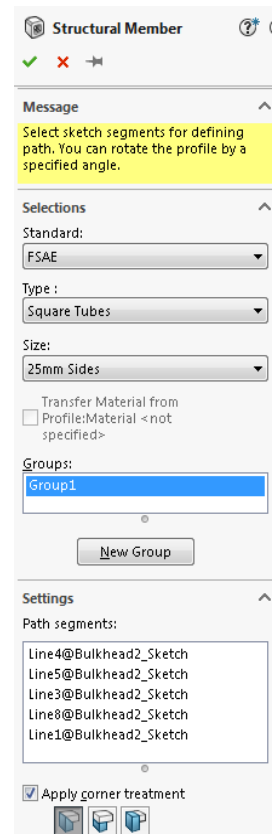 Structural Member
Message
Select sketch segments for defining
path. You can rotate the profile by a
specified angle.
Selections
Standard:
FSAE
Type :
Square Tubes
Size:
25mm Sides
Transfer Material from
Profile:Material <not
specified>
Groups:
Group1
New Group
Settings
Path segments:
Line4@Bulkhead2_Sketch
Line5@Bulkhead2_Sketch
Line3@Bulkhead2_Sketch
Line8@Bulkhead2_Sketch
Line1@Bulkhead2_Sketch
Apply corner treatment